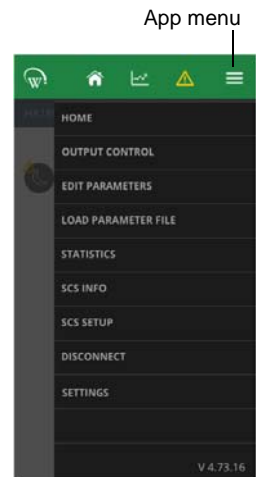 App menu
HOME
OUTPUT CONTROL
EDIT PARAMETERS
LOAD PARAMETER FILE
STATISTICS
SCS INFO
SCS SETUP
DISCONNECT
SETTINGS
V 4.73.16